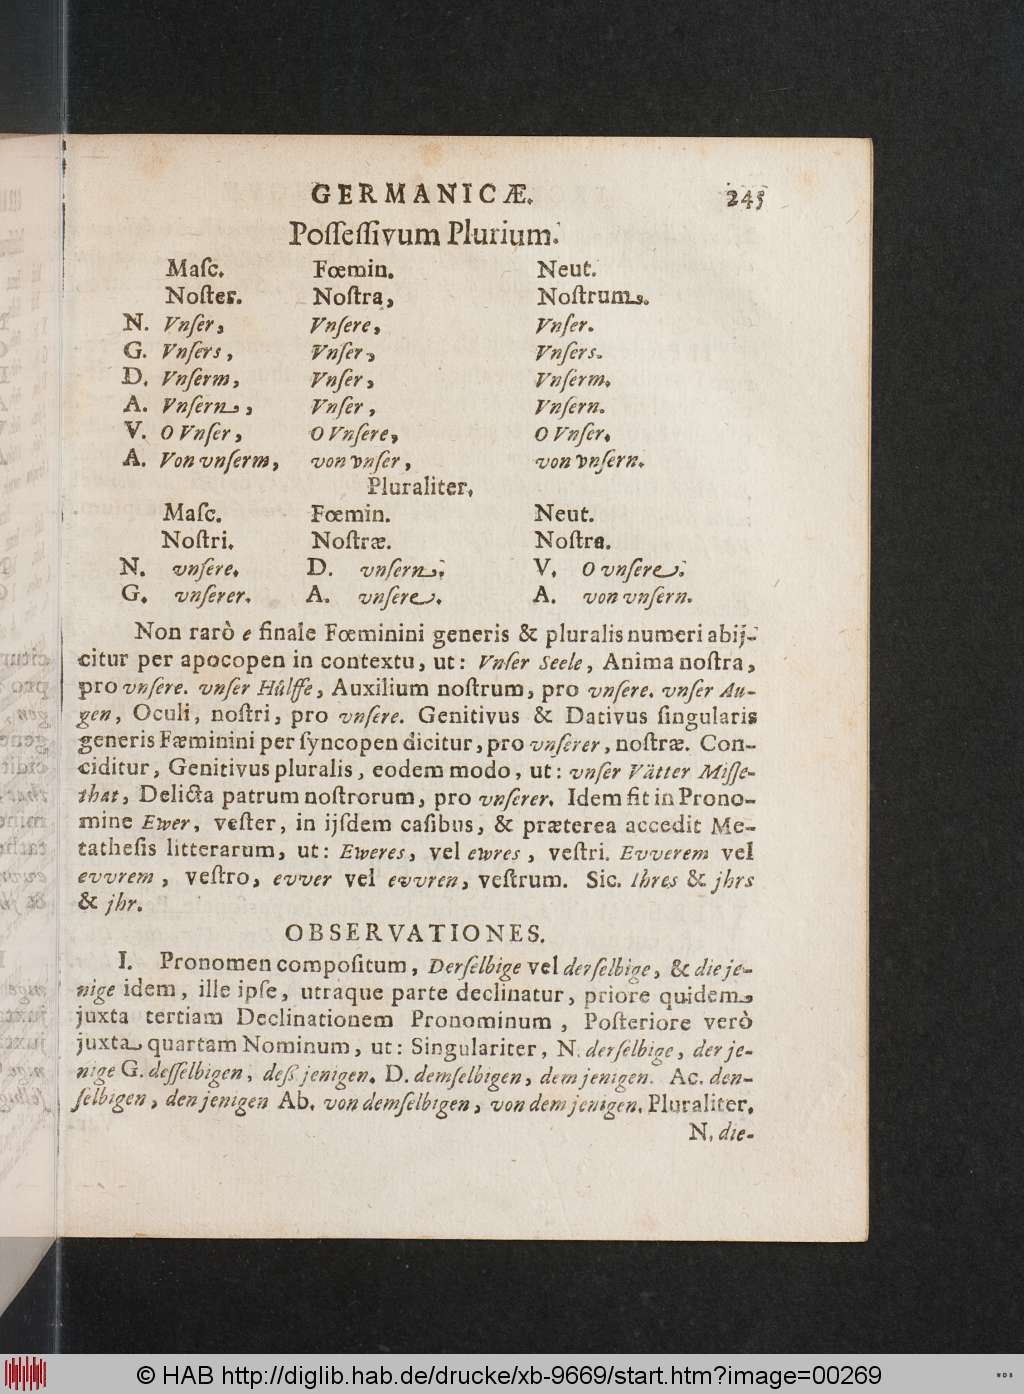 GERMANICÆ. 245
Poſſeſſivum Plurium.
Maſc. Fœmin. Neut.
Noſter. Noſtra, Noſtrum.
N. Vnſer, Vnſere, Vnſer.
G. Vnſers, Vnſer, Vnſers.
D. Vnſerm, Vnſer, Vnſerm.
A. Vnſern, Vnſer, Vnſern.
V. O Vnſer, O Vnſere, O Vnſer.
A. Von vnſerm, von vnſer, von vnſern.
Pluraliter.
Maſc. Fœmin. Neut.
Noſtri. Noſtræ. Noſtra.
N. vnſere. D. vnſern. V. O vnſere.
G. vnſerer. A. vnſere. A. von vnſern.
Non rarò e finale Fœminini generis & pluralis numeri abij-
citur per apocopen in contextu, ut: Vnſer Seele, Anima noſtra,
pro vnſere. vnſer Hülffe, Auxilium noſtrum, pro vnſere. vnſer Au-
gen, Oculi, noſtri, pro vnſere. Genitivus & Dativus ſingularis
generis Fæminini per ſyncopen dicitur, pro vnſerer, noſtræ. Con-
ciditur, Genitivus pluralis, eodem modo, ut: vnſer Vätter Miſſe-
that, Delicta patrum noſtrorum, pro vnſerer. Idem fit in Prono-
mine Ewer, veſter, in ijſdem caſibus, & præterea accedit Me-
tatheſis litterarum, ut: Eweres, vel ewres, veſtri. Evverem vel
evvrem, veſtro, evver vel evvren, veſtrum. Sic. Ihres & jhrs
& jhr.
OBSERVATIONES.
I. Pronomen compoſitum, Derſelbige vel derſelbige, & die je-
nige idem, ille ipſe, utraque parte declinatur, priore quidem,
juxta tertiam Declinationem Pronominum, Poſteriore verò
juxta quartam Nominum, ut: Singulariter, N. derſelbige, der je-
nige G. deſſelbigen, deß jenigen. D. demſelbigen, dem jenigen. Ac. den-
ſelbigen, den jenigen Ab. von demſelbigen, von dem jenigen. Pluraliter.
N. die-
© HAB http://diglib.hab.de/drucke/xb-9669/start.htm?image=00269